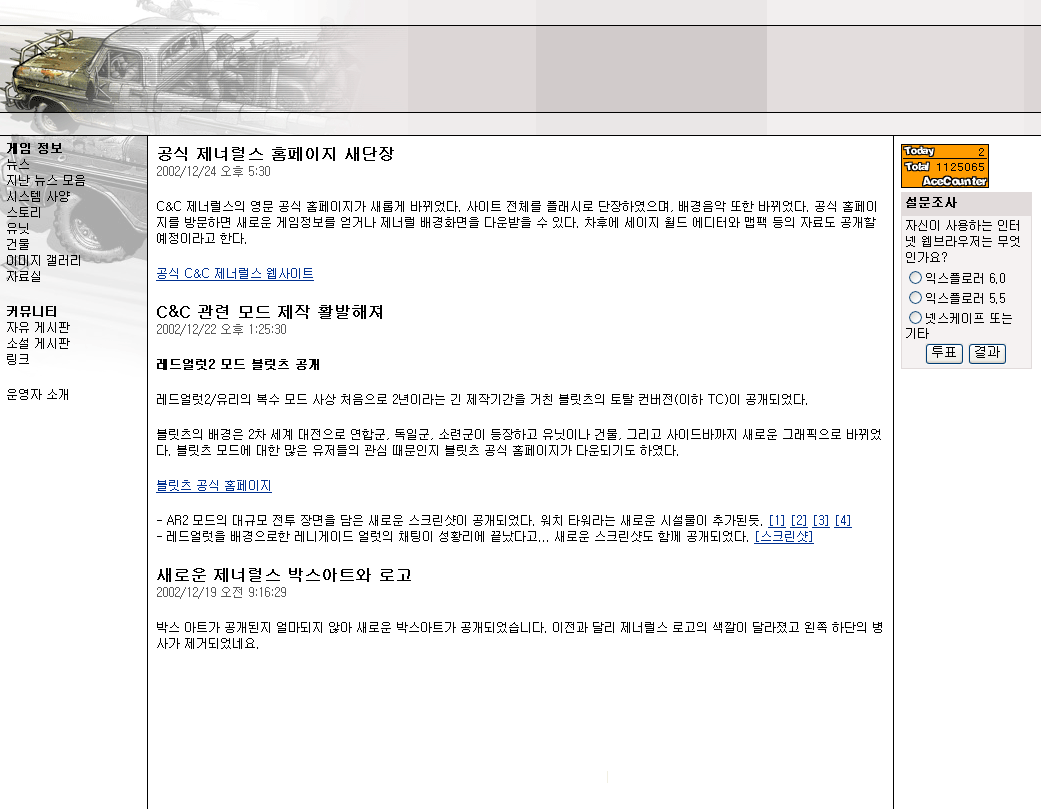 게임 정보
뉴스
지난 뉴스 모음
시스템 사양
스토리
유닛
건물
이미지 갤러리
자료실
커뮤니티
자유 게시판
소설 게시판
링크
운영자 소개
공식 제너럴스 홈페이지 새단장
2002/12/24 오후 5:30
C&C 제너럴스의 영문 공식 홈페이지가 새롭게 바뀌었다. 사이트 전체를 플래시로 단장하였으며, 배경음악 또한 바뀌었다. 공식 홈페이
지를 방문하면 새로운 게임정보를 얻거나 제너럴 배경화면을 다운받을 수 있다. 차후에 세이지 월드 에디터와 맵팩 등의 자료도 공개할
예정이라고 한다.
공식 C&C 제너럴스 웹사이트
C&C 관련 모드 제작 활발해져
2002/12/22 오후 1:25:30
레드얼럿2 모드 블릿츠 공개
레드얼럿2/유리의 복수 모드 사상 처음으로 2년이라는 긴 제작기간을 거친 블릿츠의 토탈 컨버전(이하 TC)이 공개되었다.
블릿츠의 배경은 2차 세계 대전으로 연합군, 독일군, 소련군이 등장하고 유닛이나 건물, 그리고 사이드바까지 새로운 그래픽으로 바뀌었
다. 블릿츠 모드에 대한 많은 유저들의 관심 때문인지 블릿츠 공식 홈페이지가 다운되기도 하였다.
블릿츠 공식 홈페이지
- AR2 모드의 대규모 전투 장면을 담은 새로운 스크린샷이 공개되었다. 워치 타워라는 새로운 시설물이 추가된듯. [1] [2] [3] [4]
- 레드얼럿을 배경으로한 레니게이드 얼럿의 채팅이 성황리에 끝났다고... 새로운 스크린샷도 함께 공개되었다. [스크린샷]
새로운 제너럴스 박스아트와 로고
2002/12/19 오전 9:16:29
박스 아트가 공개된지 얼마되지 않아 새로운 박스아트가 공개되었습니다. 이전과 달리 제너럴스 로고의 색깔이 달라졌고 왼쪽 하단의 병
사가 제거되었네요.
Today 2
Total 1125065
AceCounter
설문조사
자신이 사용하는 인터
넷 웹브라우저는 무엇
인가요?
익스플로러 6.0
익스플로러 5.5
넷스케이프 또는
기타
투표 결과